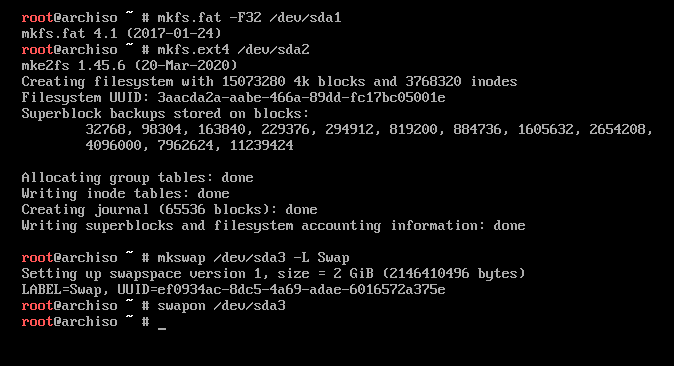 root@archiso ~ # mkfs.fat -F32 /dev/sda1
mkfs.fat 4.1 (2017-01-24)
root@archiso ~ # mkfs.ext4 /dev/sda2
mke2fs 1.45.6 (20-Mar-2020)
Creating filesystem with 15073280 4k blocks and 3768320 inodes
Filesystem UUID: 3aacda2a-aabe-466a-89dd-fc17bc05001e
Superblock backups stored on blocks:
32768, 98304, 163840, 229376, 294912, 819200, 884736, 1605632, 2654208,
4096000, 7962624, 11239424
Allocating group tables: done
Writing inode tables: done
Creating journal (65536 blocks): done
Writing superblocks and filesystem accounting information: done
root@archiso ~ # mkswap /dev/sda3 -L Swap
Setting up swapspace version 1, size = 2 GiB (2146410496 bytes)
LABEL=Swap, UUID=ef0934ac-8dc5-4a69-adae-6016572a375e
root@archiso ~ # swapon /dev/sda3
root@archiso ~ # _